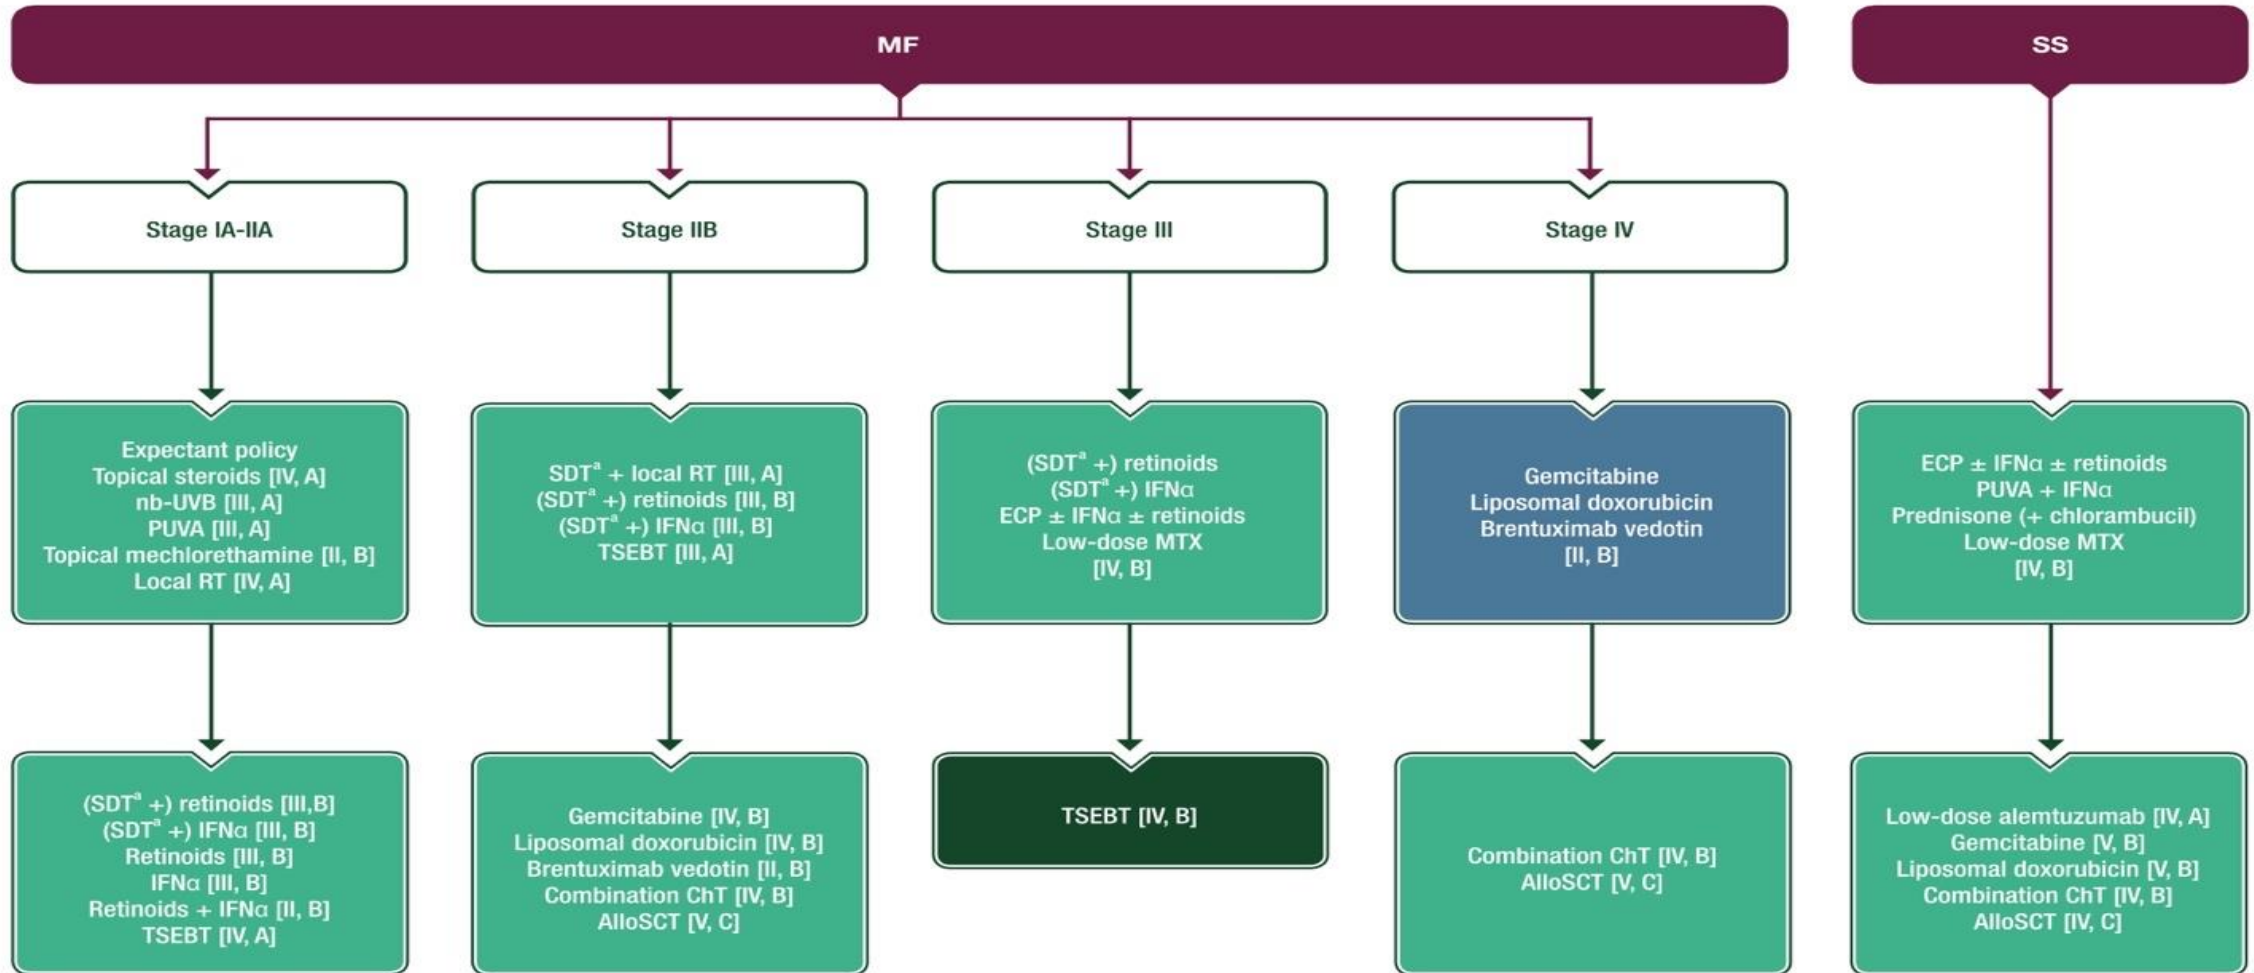 MF
SS
Stage IA-IIA
Stage IIB
Stage III
Stage IV
Expectant policy
Topical steroids [IV, A]
nb-UVB [III, A]
PUVA [III, A]
Topical mechlorethamine [II, B]
Local RT [IV, A]
SDTᵃ + local RT [III, A]
(SDTᵃ +) retinoids [III, B]
(SDTᵃ +) IFNα [III, B]
TSEBT [III, A]
(SDTᵃ +) retinoids
(SDTᵃ +) IFNα
ECP ± IFNα ± retinoids
Low-dose MTX
[IV, B]
Gemcitabine
Liposomal doxorubicin
Brentuximab vedotin
[II, B]
ECP ± IFNα ± retinoids
PUVA + IFNα
Prednisone (+ chlorambucil)
Low-dose MTX
[IV, B]
(SDTᵃ +) retinoids [III,B]
(SDTᵃ +) IFNα [III, B]
Retinoids [III, B]
IFNα [III, B]
Retinoids + IFNα [II, B]
TSEBT [IV, A]
Gemcitabine [IV, B]
Liposomal doxorubicin [IV, B]
Brentuximab vedotin [II, B]
Combination ChT [IV, B]
AlloSCT [V, C]
TSEBT [IV, B]
Combination ChT [IV, B]
AlloSCT [V, C]
Low-dose alemtuzumab [IV, A]
Gemcitabine [V, B]
Liposomal doxorubicin [V, B]
Combination ChT [IV, B]
AlloSCT [IV, C]